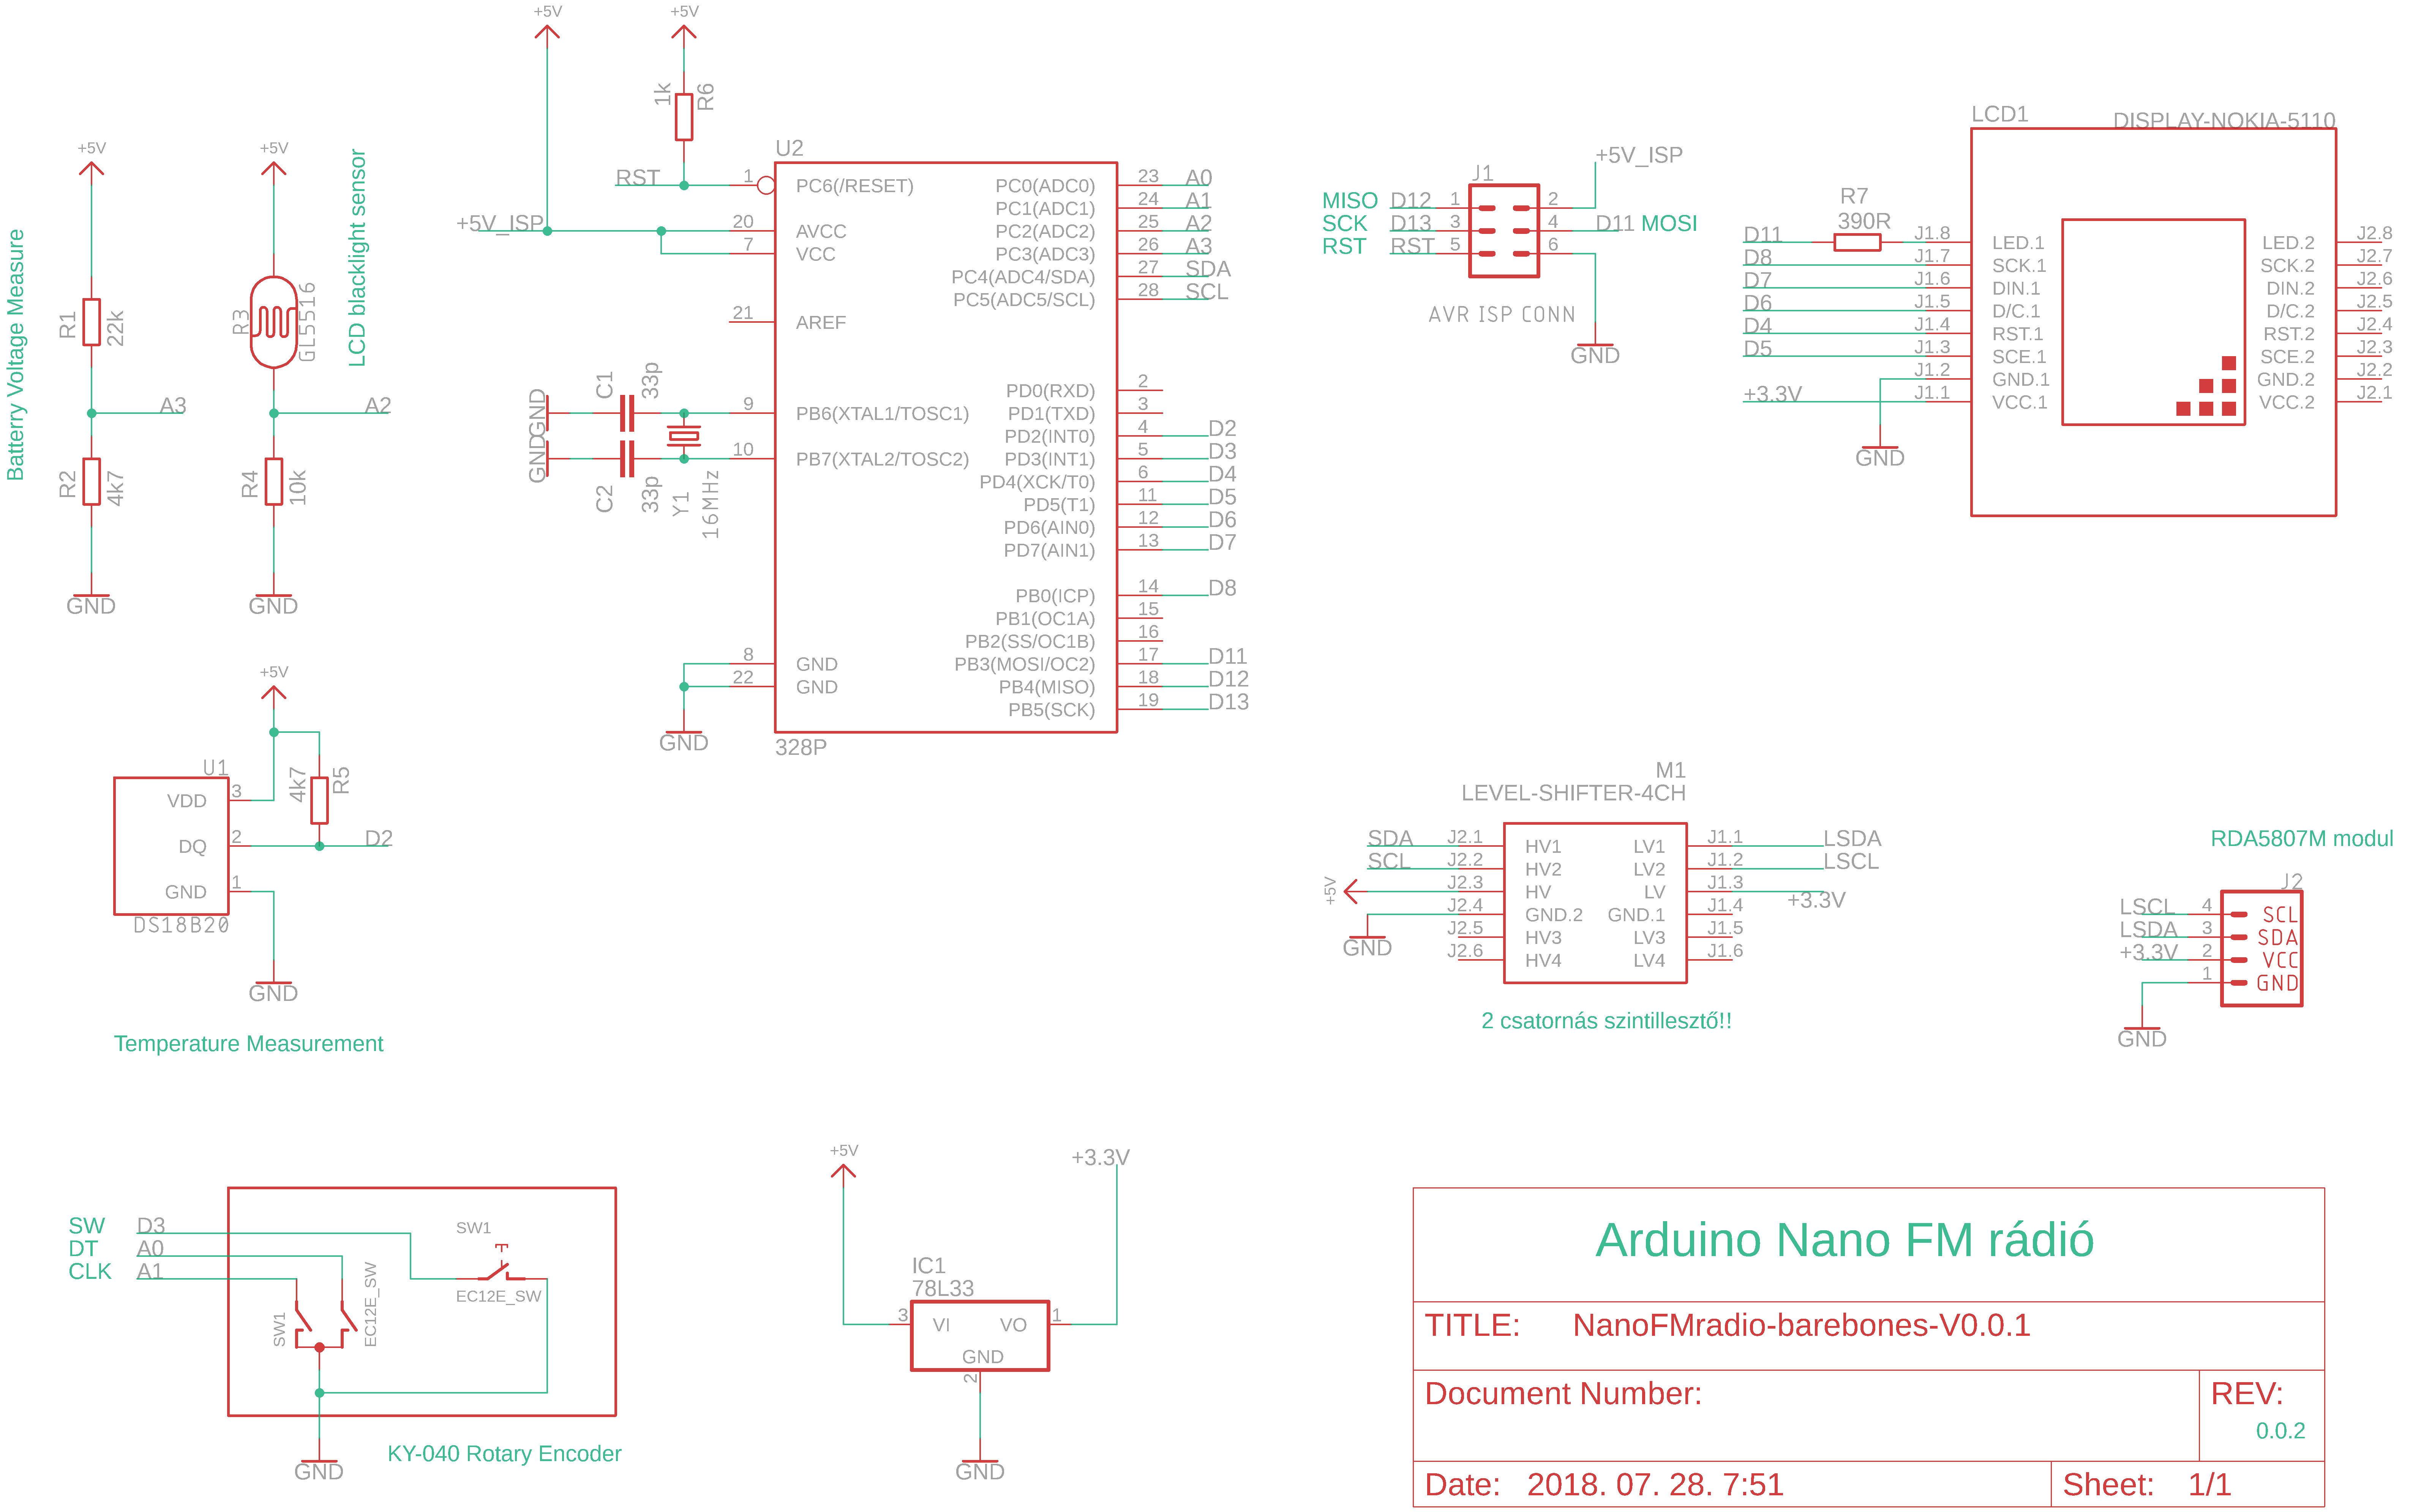 Batterry Voltage Measure
+5V
R1
22k
A3
R2
4k7
GND
+5V
LCD blacklight sensor
R3
GL5516
A2
R4
10k
GND
+5V
+5V
1k
R6
RST
+5V_ISP
U2
1 PC6(/RESET)
20 AVCC
7 VCC
21 AREF
9 PB6(XTAL1/TOSC1)
10 PB7(XTAL2/TOSC2)
8 GND
22 GND
GND
328P
GND
C1
33p
GND
C2
33p
Y1
16MHz
PC0(ADC0) 23 A0
PC1(ADC1) 24 A1
PC2(ADC2) 25 A2
PC3(ADC3) 26 A3
PC4(ADC4/SDA) 27 SDA
PC5(ADC5/SCL) 28 SCL
PD0(RXD) 2
PD1(TXD) 3
PD2(INT0) 4 D2
PD3(INT1) 5 D3
PD4(XCK/T0) 6 D4
PD5(T1) 11 D5
PD6(AIN0) 12 D6
PD7(AIN1) 13 D7
PB0(ICP) 14 D8
PB1(OC1A) 15
PB2(SS/OC1B) 16
PB3(MOSI/OC2) 17 D11
PB4(MISO) 18 D12
PB5(SCK) 19 D13
J1
+5V_ISP
MISO D12 1 2
SCK D13 3 4 D11 MOSI
RST RST 5 6
AVR ISP CONN
GND
LCD1
DISPLAY-NOKIA-5110
R7
390R
D11 J1.8 LED.1 LED.2 J2.8
D8 J1.7 SCK.1 SCK.2 J2.7
D7 J1.6 DIN.1 DIN.2 J2.6
D6 J1.5 D/C.1 D/C.2 J2.5
D4 J1.4 RST.1 RST.2 J2.4
D5 J1.3 SCE.1 SCE.2 J2.3
J1.2 GND.1 GND.2 J2.2
+3.3V J1.1 VCC.1 VCC.2 J2.1
GND
+5V
U1
VDD 3
DQ 2
GND 1
DS18B20
4k7
R5
D2
GND
Temperature Measurement
M1
LEVEL-SHIFTER-4CH
SDA J2.1 HV1 LV1 J1.1 LSDA
SCL J2.2 HV2 LV2 J1.2 LSCL
+5V J2.3 HV LV J1.3 +3.3V
J2.4 GND.2 GND.1 J1.4
J2.5 HV3 LV3 J1.5
J2.6 HV4 LV4 J1.6
GND
2 csatornás szintillesztő!!
RDA5807M modul
J2
LSCL 4 SCL
LSDA 3 SDA
+3.3V 2 VCC
1 GND
GND
SW D3
DT A0
CLK A1
SW1
EC12E_SW
SW1
EC12E_SW
GND
KY-040 Rotary Encoder
+5V
+3.3V
IC1
78L33
3 VI VO 1
GND
2
GND
Arduino Nano FM rádió
TITLE: NanoFMradio-barebones-V0.0.1
Document Number:
REV:
0.0.2
Date: 2018. 07. 28. 7:51
Sheet: 1/1